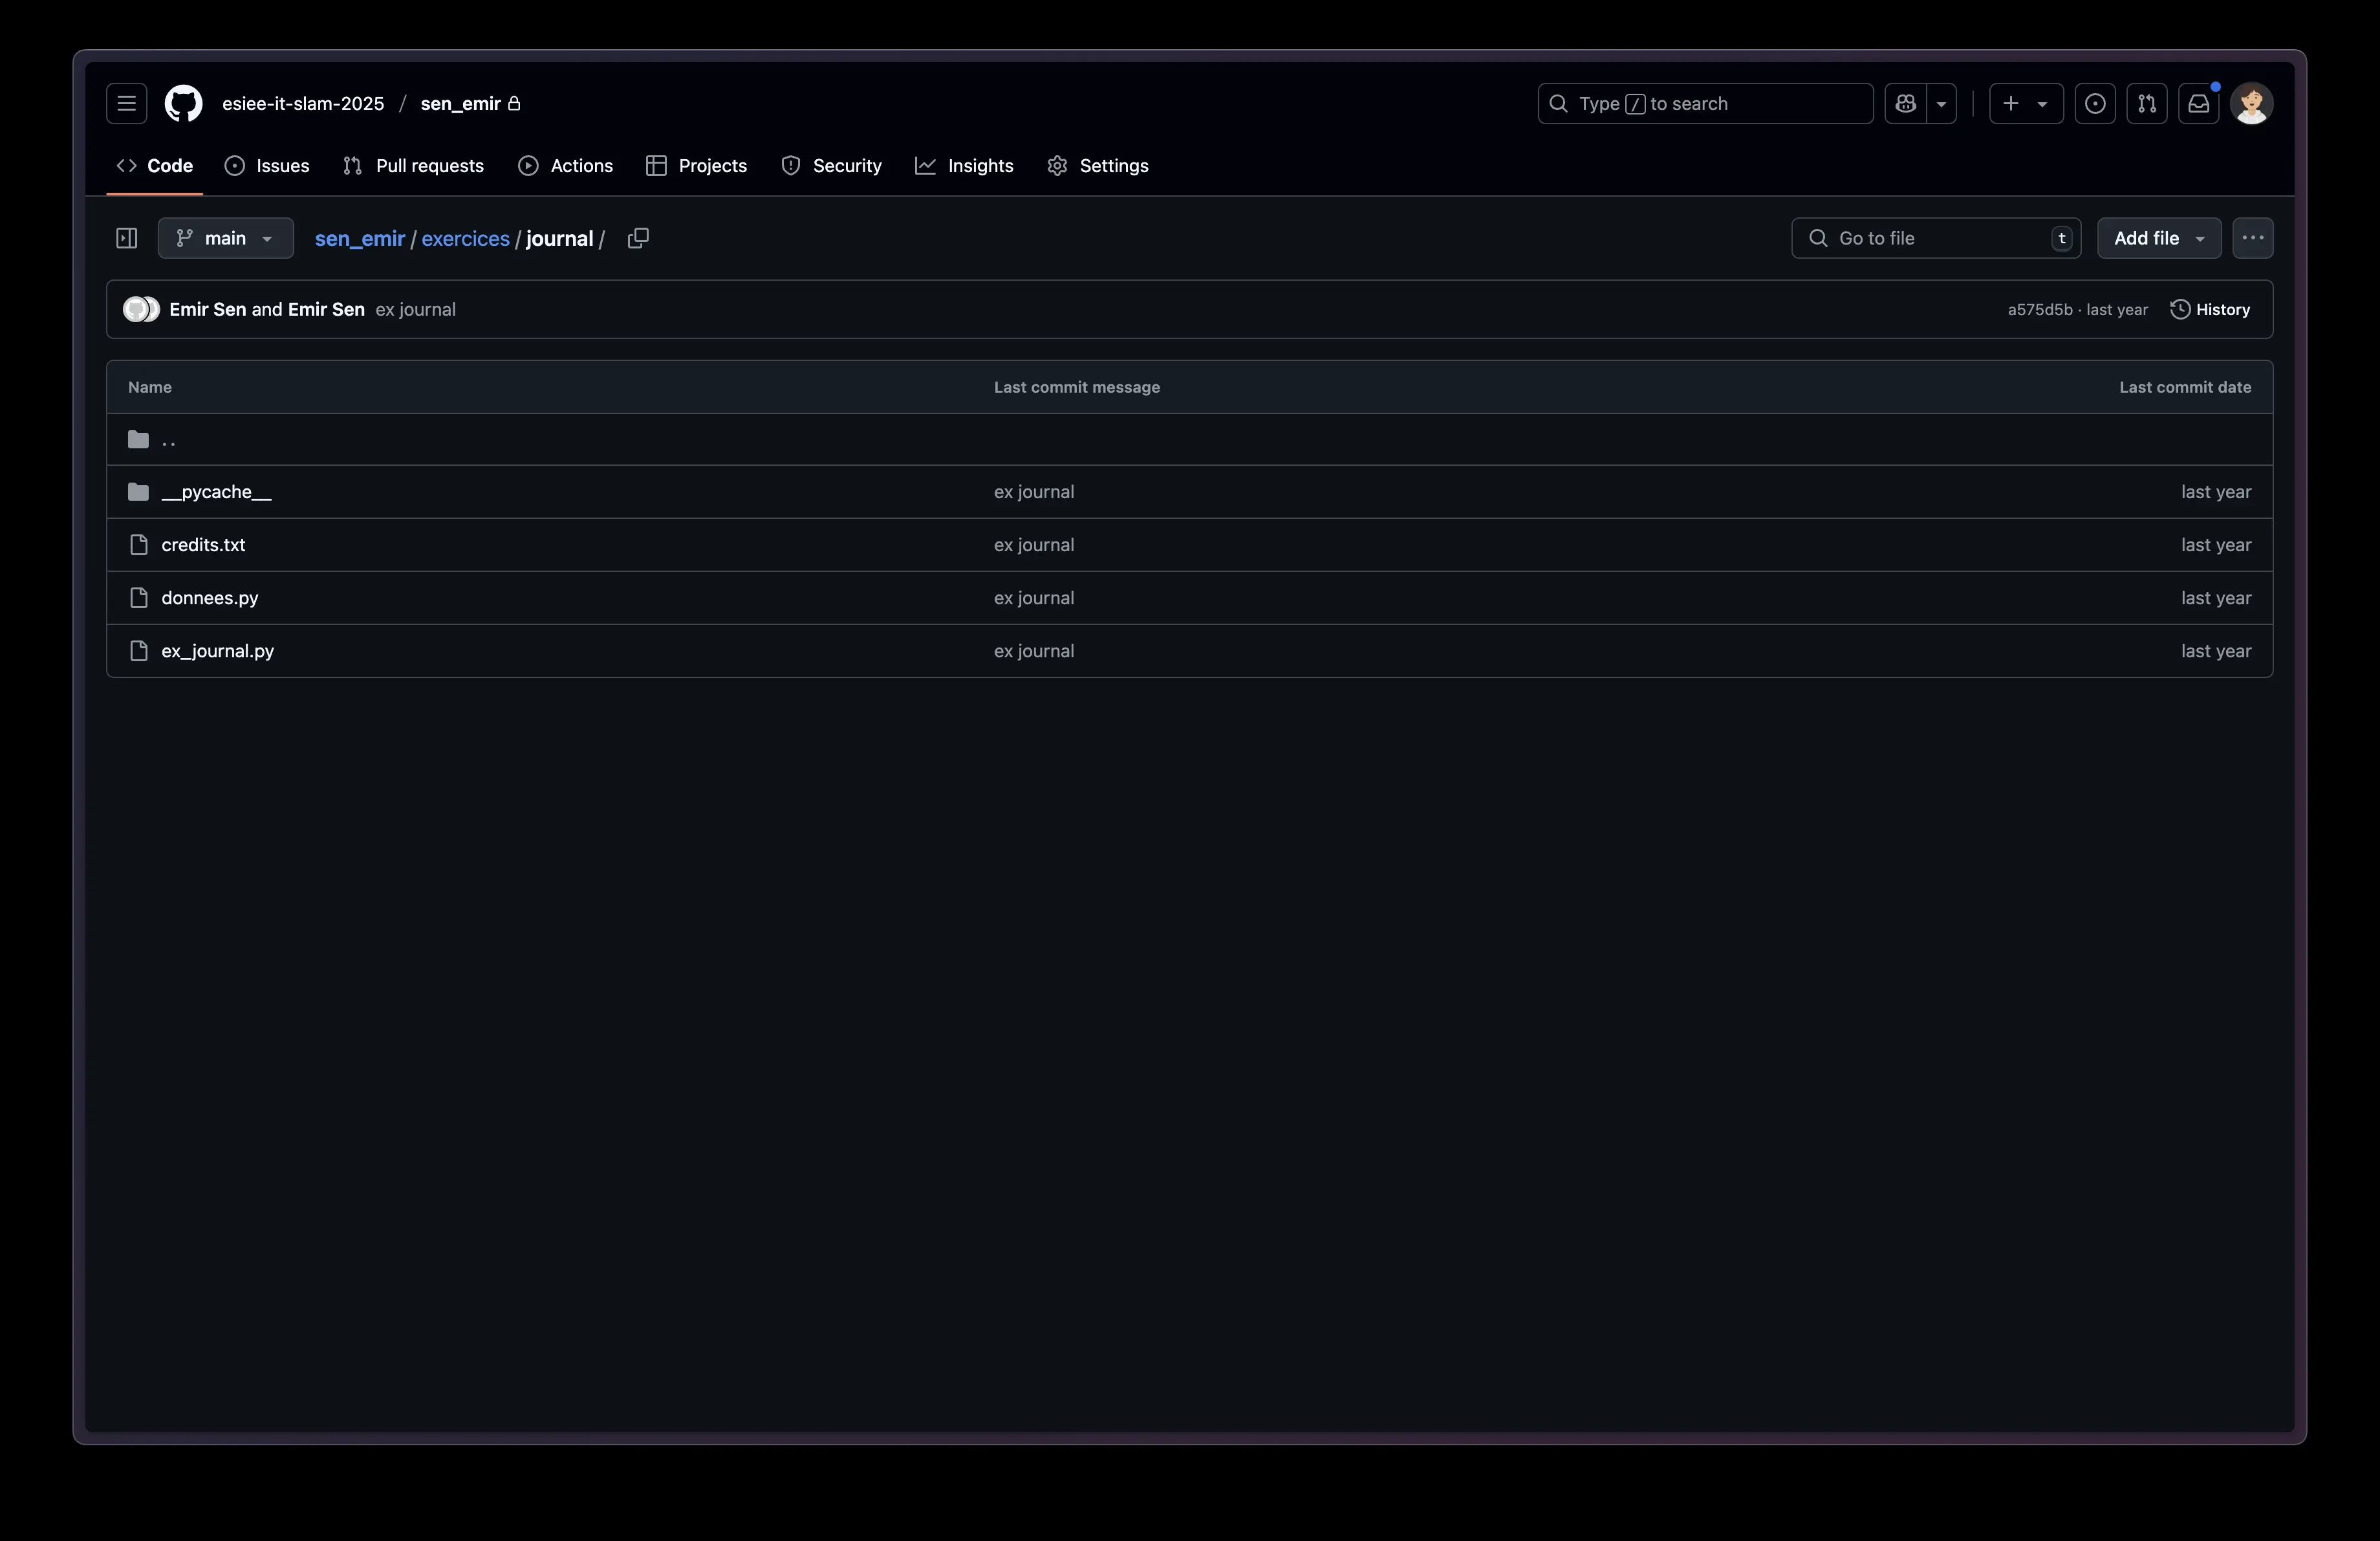 esiee-it-slam-2025 / sen_emir Type / to search
Code Issues Pull requests Actions Projects Security Insights Settings
main sen_emir / exercices / journal / Go to file t Add file
Emir Sen and Emir Sen ex journal a575d5b · last year History
Name Last commit message Last commit date
..
__pycache__ ex journal last year
credits.txt ex journal last year
donnees.py ex journal last year
ex_journal.py ex journal last year